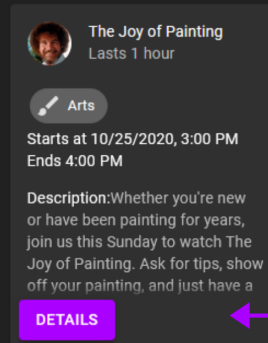 The Joy of Painting
Lasts 1 hour
Arts
Starts at 10/25/2020, 3:00 PM
Ends 4:00 PM
Description:Whether you're new
or have been painting for years,
join us this Sunday to watch The
Joy of Painting. Ask for tips, show
off your painting, and just have a
DETAILS